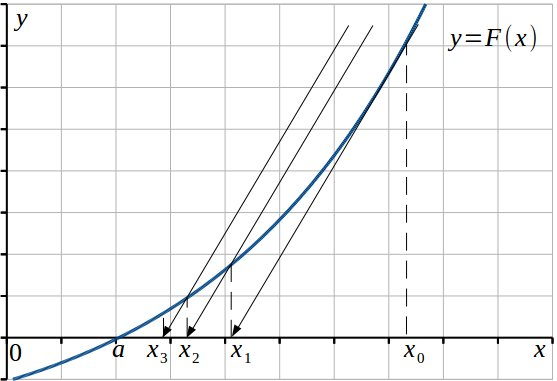 y
y=F(x)
0 a x₃ x₂ x₁ x₀ x